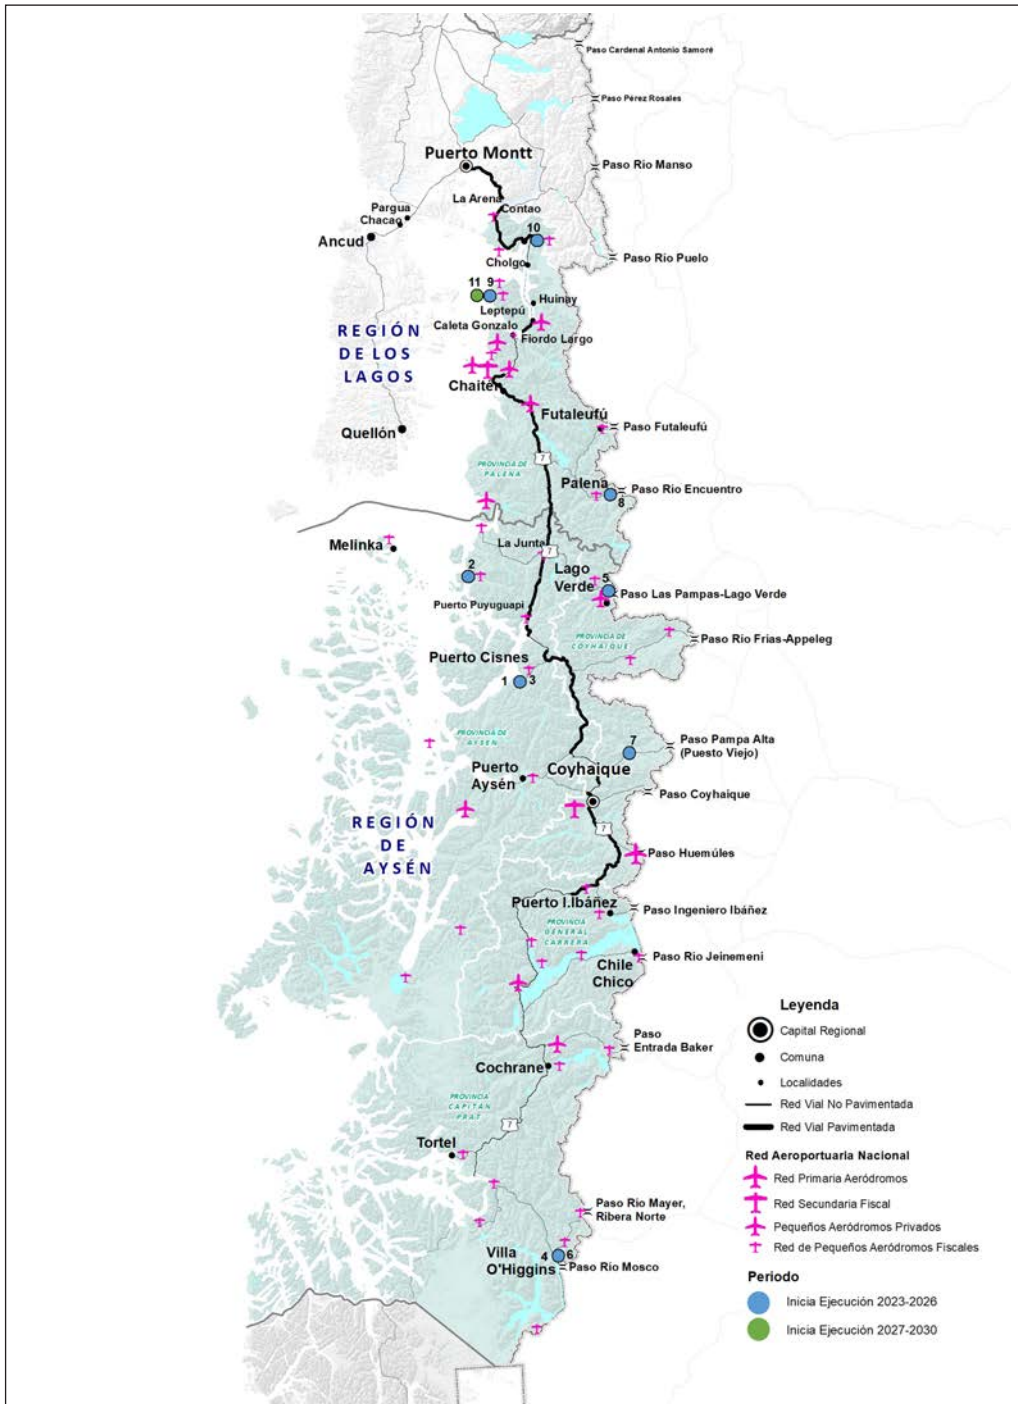 Paso Cardenal Antonio Samoré
Paso Pérez Rosales
Puerto Montt
Paso Río Manso
La Arena
Contao
Pargua
Chacao
Ancud
10
Paso Río Puelo
Cholgo
11 9
Huinay
Leptepú
Caleta Gonzalo
Fiordo Largo
REGIÓN
DE LOS
LAGOS
Chaitén
Futaleufú
Paso Futaleufú
Quellón
7
PROVINCIA DE
PALENA
Palena
Paso Río Encuentro
8
Melinka
La Junta
7
2
Lago
Verde
5
Paso Las Pampas-Lago Verde
Puerto Puyuguapi
PROVINCIA DE
COYHAIQUE
Paso Río Frias-Appeleg
Puerto Cisnes
1 3
PROVINCIA DE
AYSEN
7
Paso Pampa Alta
(Puesto Viejo)
Puerto
Aysén
Coyhaique
Paso Coyhaique
REGIÓN
DE
AYSÉN
7
Paso Huemúles
Puerto I.Ibáñez
Paso Ingeniero Ibáñez
PROVINCIA
GENERAL
CARRERA
Chile
Chico
Paso Río Jeinemeni
Paso
Entrada Baker
Cochrane
PROVINCIA
CAPITAN
PRAT
7
Tortel
Paso Río Mayer,
Ribera Norte
Villa
O'Higgins
4 6
Paso Río Mosco
Leyenda
Capital Regional
Comuna
Localidades
Red Vial No Pavimentada
Red Vial Pavimentada
Red Aeroportuaria Nacional
Red Primaria Aeródromos
Red Secundaria Fiscal
Pequeños Aeródromos Privados
Red de Pequeños Aeródromos Fiscales
Periodo
Inicia Ejecución 2023-2026
Inicia Ejecución 2027-2030